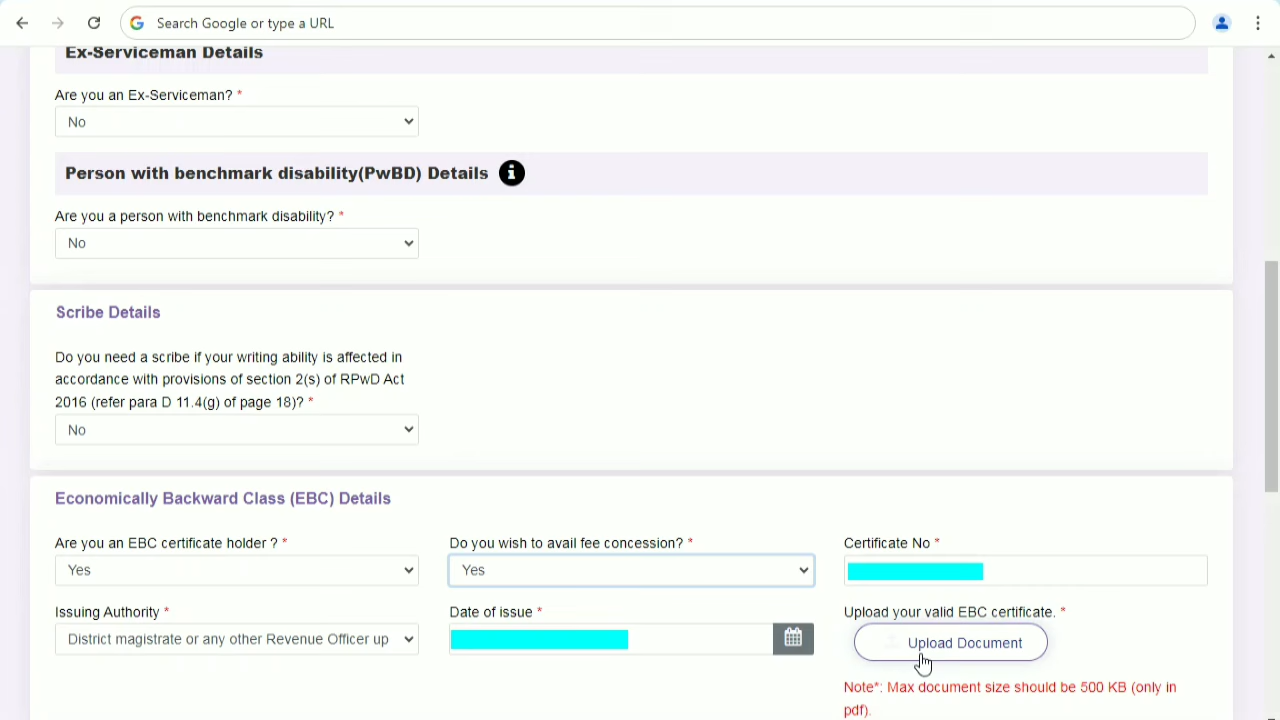 Search Google or type a URL
Ex-Serviceman Details
Are you an Ex-Serviceman? *
No
Person with benchmark disability(PwBD) Details
Are you a person with benchmark disability? *
No
Scribe Details
Do you need a scribe if your writing ability is affected in
accordance with provisions of section 2(s) of RPwD Act
2016 (refer para D 11.4(g) of page 18)? *
No
Economically Backward Class (EBC) Details
Are you an EBC certificate holder ? *
Yes
Do you wish to avail fee concession? *
Yes
Certificate No *
Issuing Authority *
District magistrate or any other Revenue Officer up
Date of issue *
Upload your valid EBC certificate. *
Upload Document
Note*: Max document size should be 500 KB (only in
pdf).